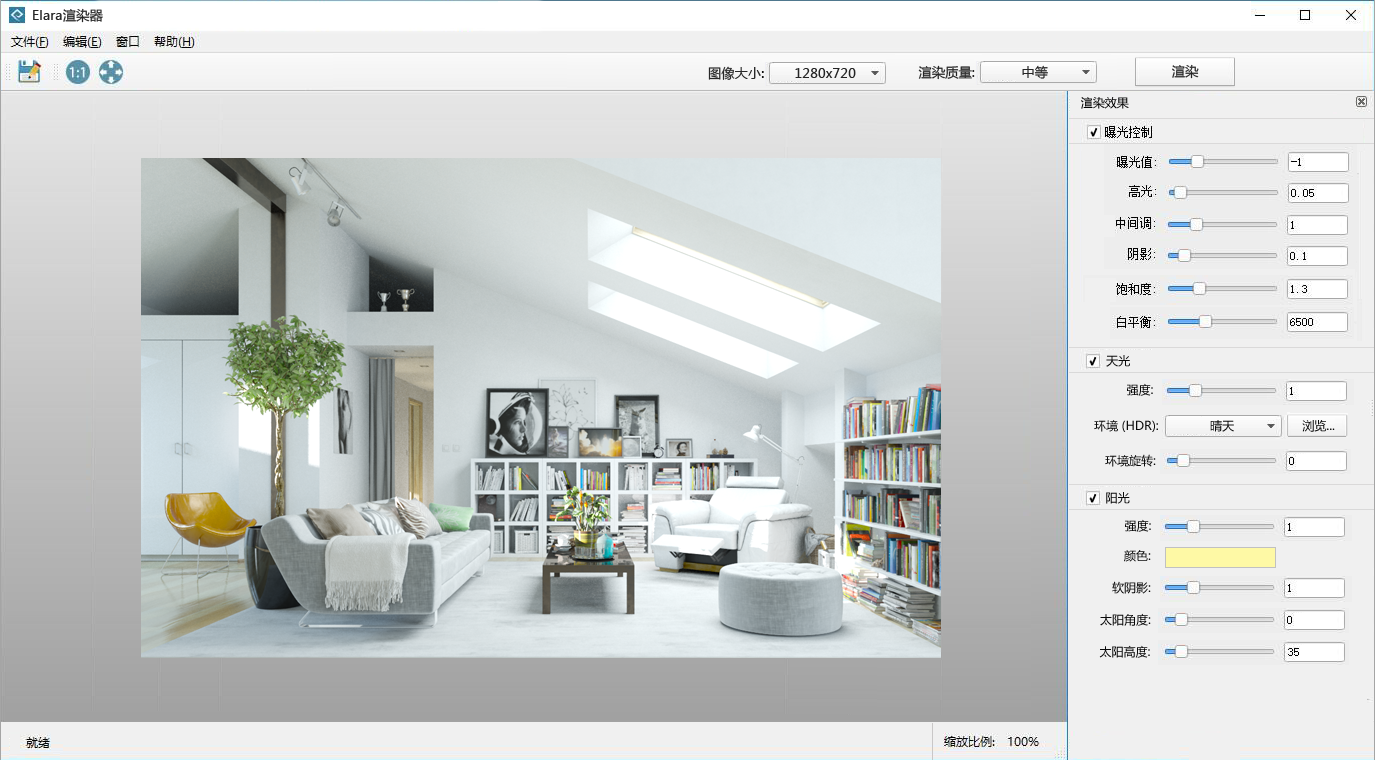 Elara渲染器
文件(F) 编辑(E) 窗口 帮助(H)
1:1 图像大小: 1280x720 渲染质量: 中等 渲染
渲染效果
曝光控制
曝光值: -1
高光: 0.05
中间调: 1
阴影: 0.1
饱和度: 1.3
白平衡: 6500
天光
强度: 1
环境 (HDR): 晴天 浏览...
环境旋转: 0
阳光
强度: 1
颜色:
软阴影: 1
太阳角度: 0
太阳高度: 35
就绪 缩放比例: 100%